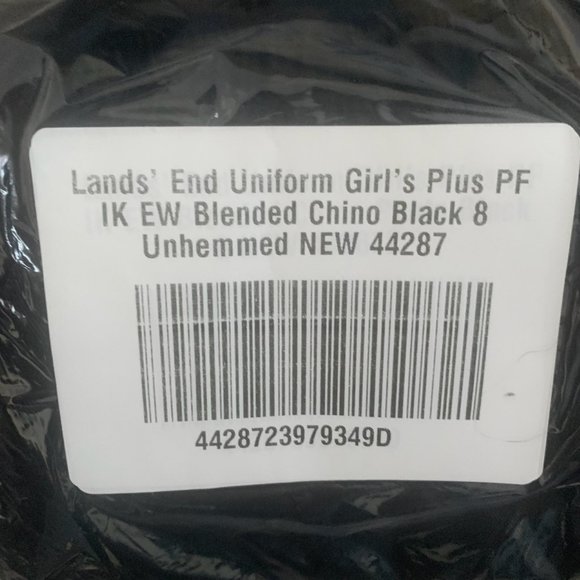 Lands' End Uniform Girl's Plus PF
IK EW Blended Chino Black 8
Unhemmed NEW 44287
4428723979349D